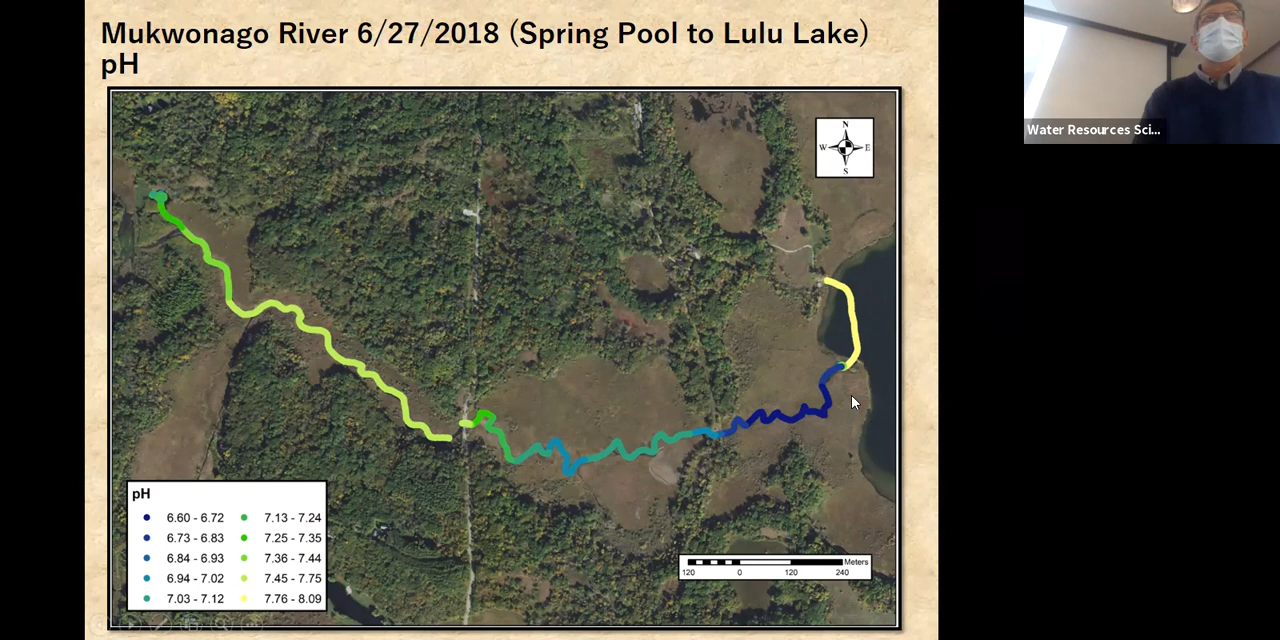 Mukwonago River 6/27/2018 (Spring Pool to Lulu Lake)
pH
Water Resources Sci...
N
W E
S
pH
6.60 - 6.72 7.13 - 7.24
6.73 - 6.83 7.25 - 7.35
6.84 - 6.93 7.36 - 7.44
6.94 - 7.02 7.45 - 7.75
7.03 - 7.12 7.76 - 8.09
Meters
120 0 120 240